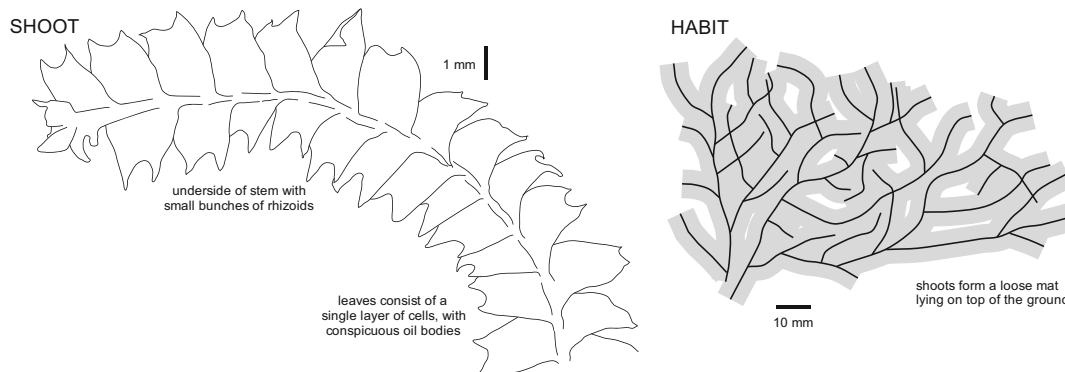 SHOOT
1 mm
underside of stem with
small bunches of rhizoids
leaves consist of a
single layer of cells, with
conspicuous oil bodies
HABIT
10 mm
shoots form a loose mat
lying on top of the ground